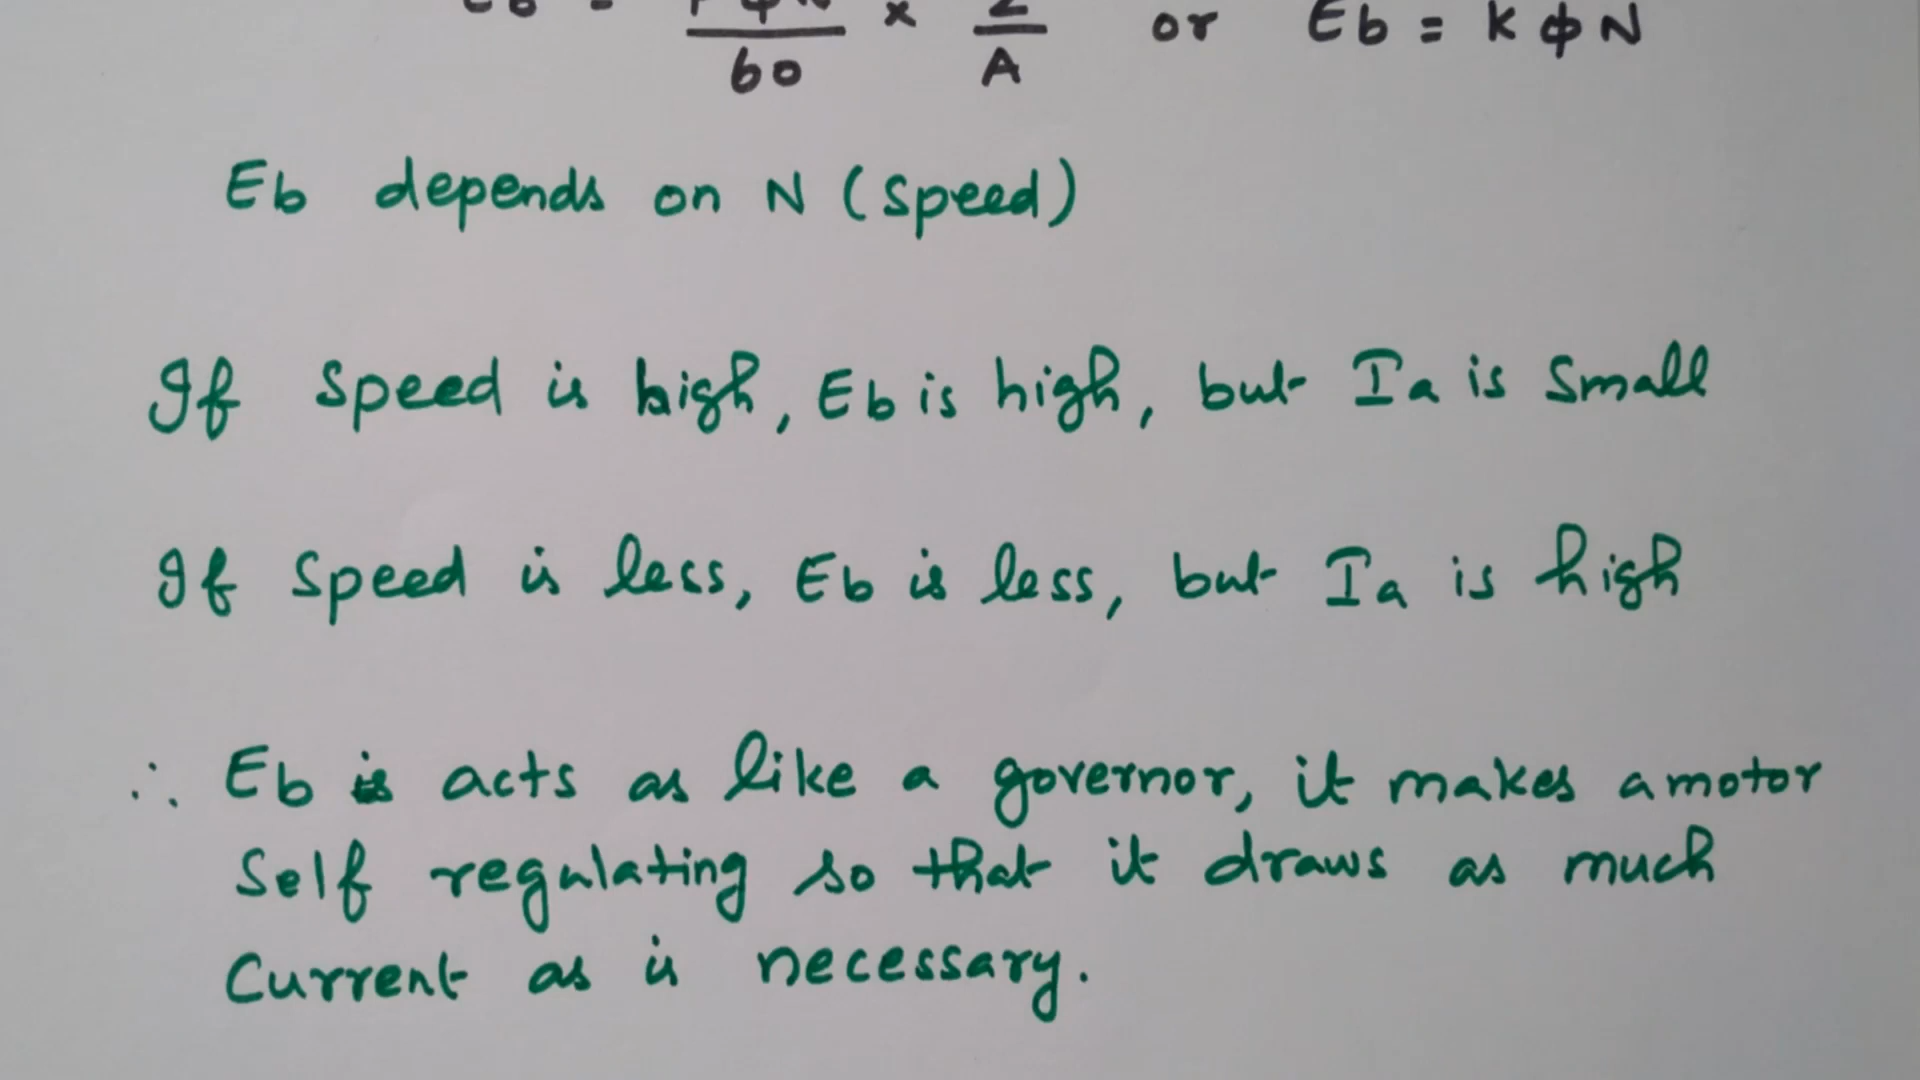 Eb = PϕN/60 × Z/A or Eb = kϕN
Eb depends on N (Speed)
If Speed is high, Eb is high, but Ia is Small
If Speed is less, Eb is less, but Ia is high
∴ Eb is acts as like a governor, it makes a motor
Self regulating so that it draws as much
Current as is necessary.